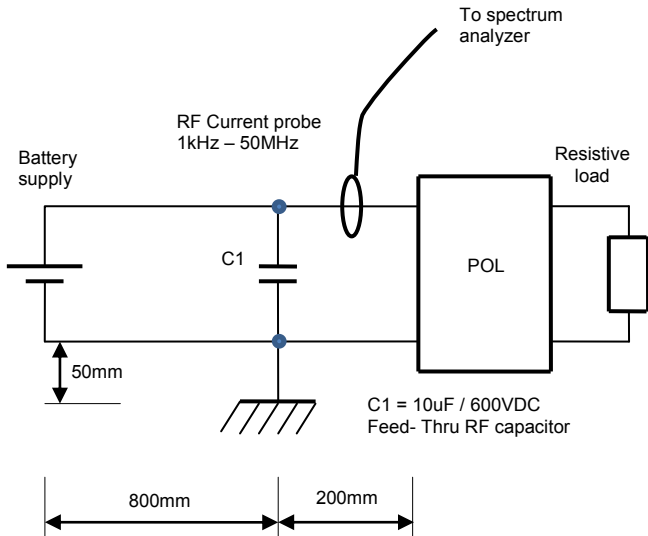 To spectrum
analyzer
RF Current probe
1kHz – 50MHz
Battery
supply
Resistive
load
C1
POL
50mm
C1 = 10uF / 600VDC
Feed- Thru RF capacitor
800mm
200mm